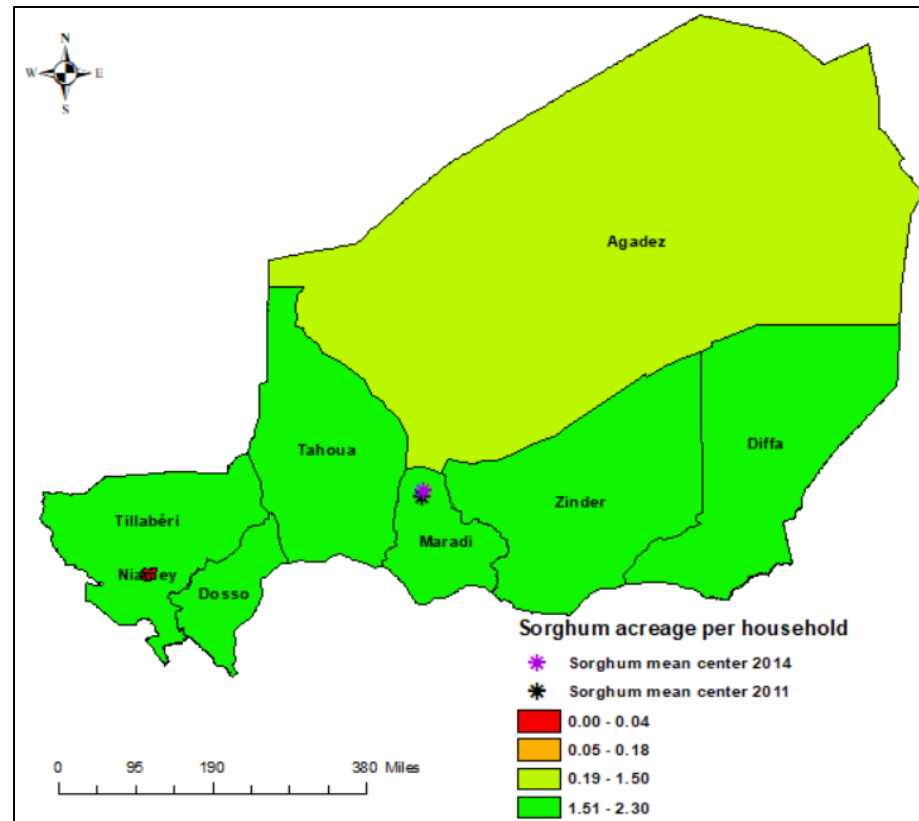 N
W E
S
Agadez
Tahoua
Diffa
Zinder
Tillabéri
Maradi
Niamey
Dosso
Sorghum acreage per household
Sorghum mean center 2014
Sorghum mean center 2011
0.00 - 0.04
0.05 - 0.18
0.19 - 1.50
1.51 - 2.30
0 95 190 380 Miles